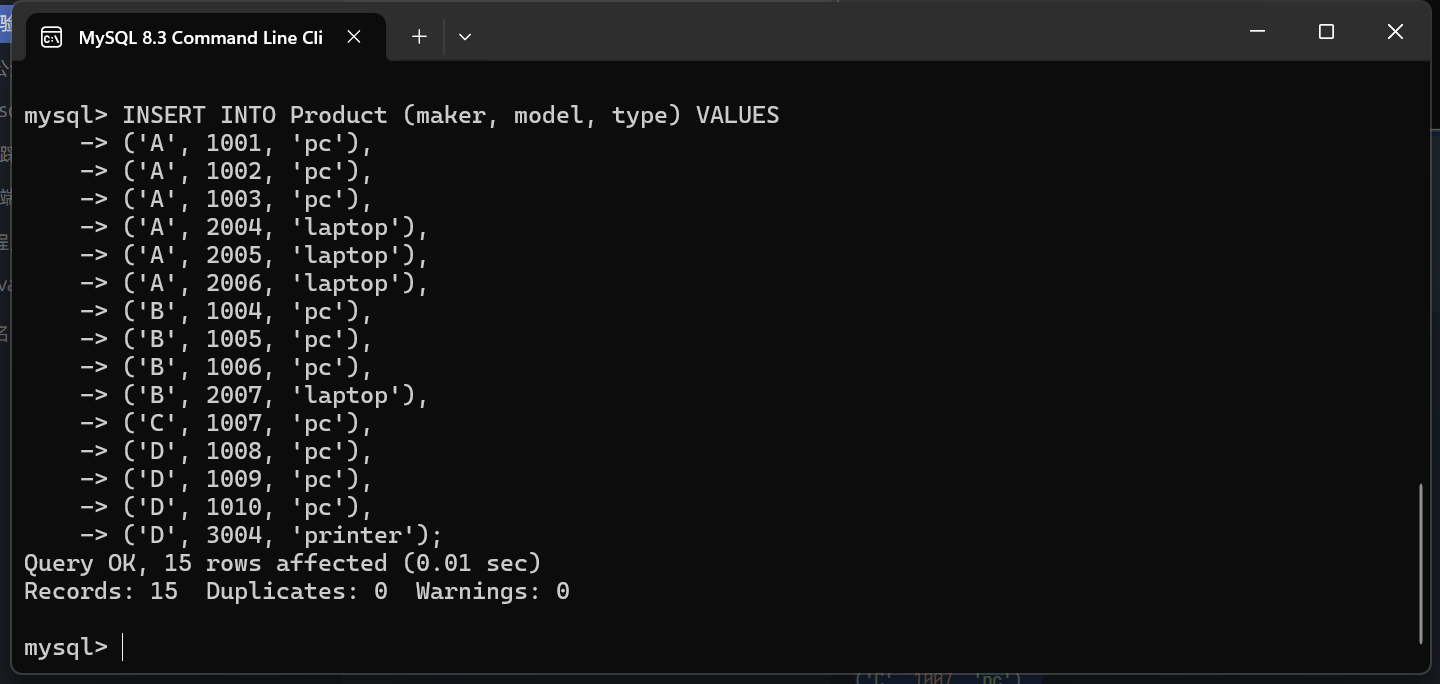 MySQL 8.3 Command Line Cli
mysql> INSERT INTO Product (maker, model, type) VALUES
    -> ('A', 1001, 'pc'),
    -> ('A', 1002, 'pc'),
    -> ('A', 1003, 'pc'),
    -> ('A', 2004, 'laptop'),
    -> ('A', 2005, 'laptop'),
    -> ('A', 2006, 'laptop'),
    -> ('B', 1004, 'pc'),
    -> ('B', 1005, 'pc'),
    -> ('B', 1006, 'pc'),
    -> ('B', 2007, 'laptop'),
    -> ('C', 1007, 'pc'),
    -> ('D', 1008, 'pc'),
    -> ('D', 1009, 'pc'),
    -> ('D', 1010, 'pc'),
    -> ('D', 3004, 'printer');
Query OK, 15 rows affected (0.01 sec)
Records: 15  Duplicates: 0  Warnings: 0
mysql>